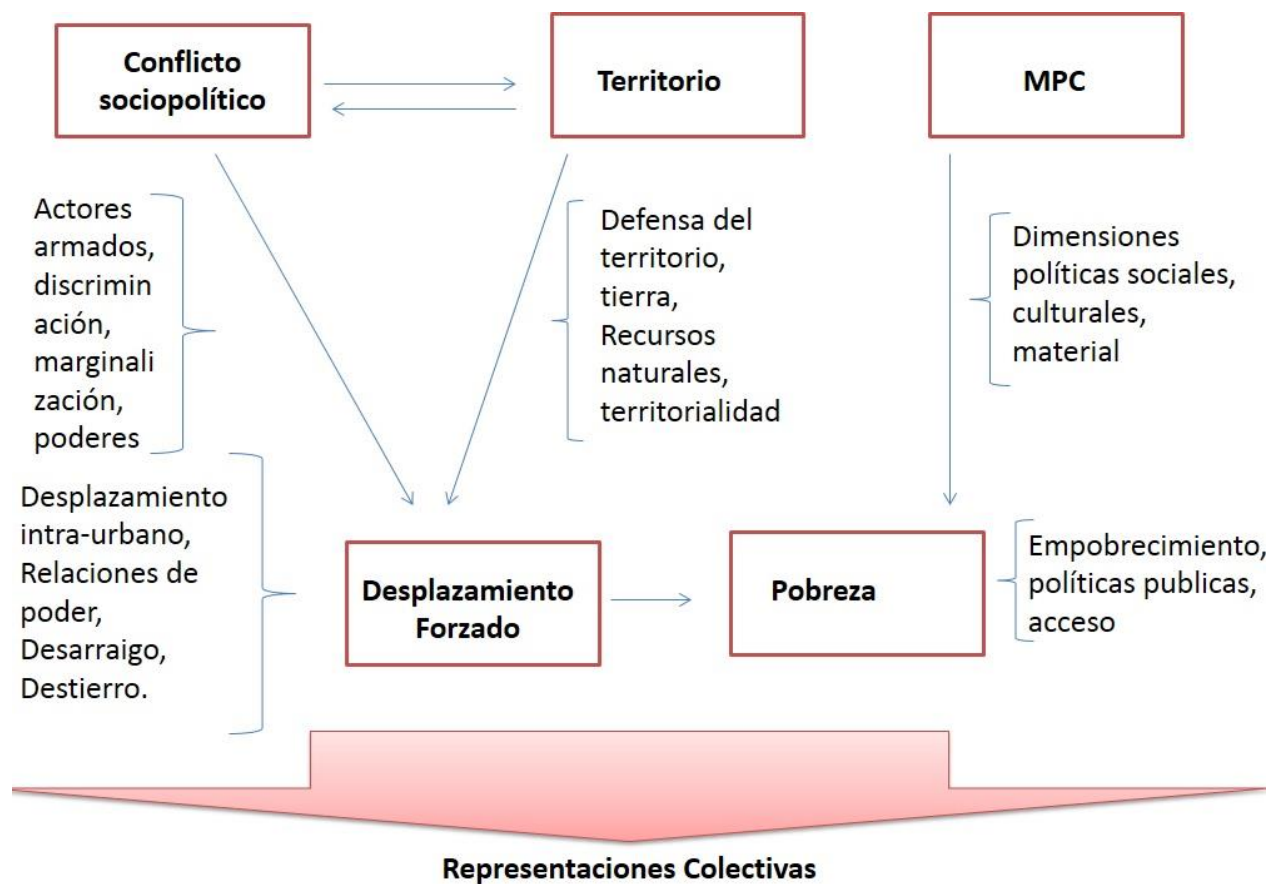 Conflicto
sociopolítico
Territorio
MPC
Actores
armados,
discrimin
ación,
marginali
zación,
poderes
Defensa del
territorio,
tierra,
Recursos
naturales,
territorialidad
Dimensiones
políticas sociales,
culturales,
material
Desplazamiento
intra-urbano,
Relaciones de
poder,
Desarraigo,
Destierro.
Desplazamiento
Forzado
Pobreza
Empobrecimiento,
políticas publicas,
acceso
Representaciones Colectivas